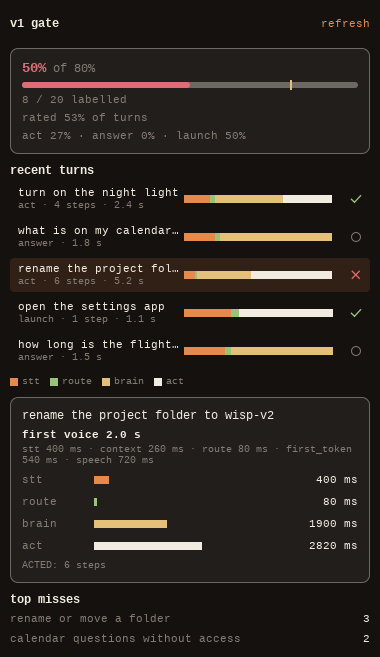 v1 gate
refresh
50% of 80%
8 / 20 labelled
rated 53% of turns
act 27% · answer 0% · launch 50%
recent turns
turn on the night light
act · 4 steps · 2.4 s
what is on my calendar…
answer · 1.8 s
rename the project fol…
act · 6 steps · 5.2 s
open the settings app
launch · 1 step · 1.1 s
how long is the flight…
answer · 1.5 s
stt route brain act
rename the project folder to wisp-v2
first voice 2.0 s
stt 400 ms · context 260 ms · route 80 ms · first_token
540 ms · speech 720 ms
stt 400 ms
route 80 ms
brain 1900 ms
act 2820 ms
ACTED: 6 steps
top misses
rename or move a folder 3
calendar questions without access 2